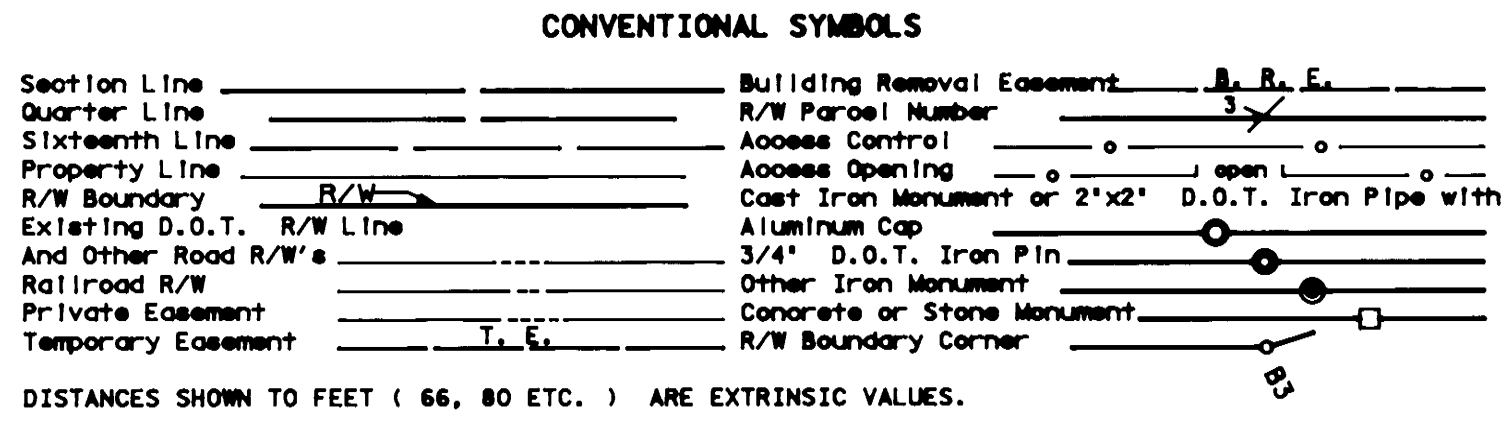 CONVENTIONAL SYMBOLS
Section Line
Quarter Line
Sixteenth Line
Property Line
R/W Boundary R/W
Existing D.O.T. R/W Line
And Other Road R/W's
Railroad R/W
Private Easement
Temporary Easement T. E.
Building Removal Easement B. R. E.
R/W Parcel Number 3
Access Control
Access Opening open
Cast Iron Monument or 2"x2" D.O.T. Iron Pipe with
Aluminum Cap
3/4" D.O.T. Iron Pin
Other Iron Monument
Concrete or Stone Monument
R/W Boundary Corner
B3
DISTANCES SHOWN TO FEET ( 66, 80 ETC. ) ARE EXTRINSIC VALUES.